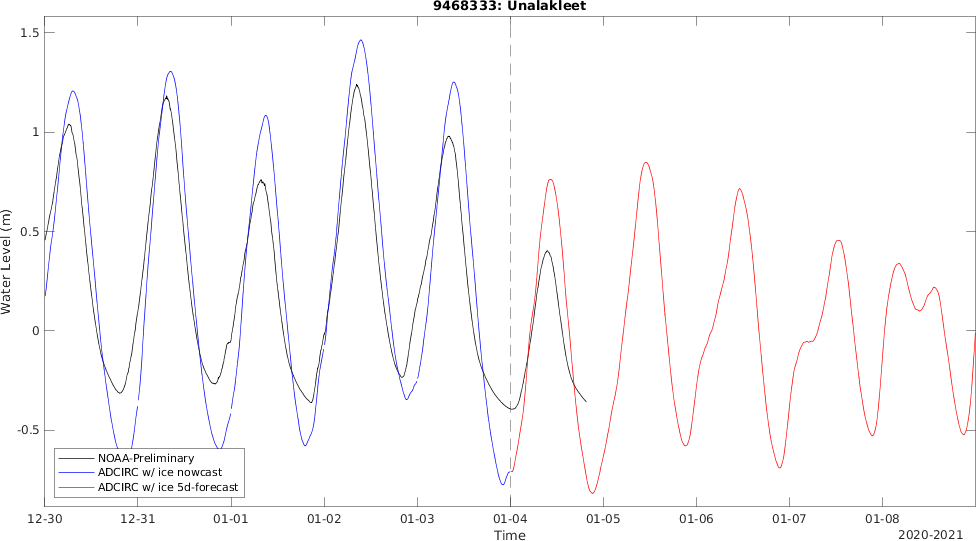 9468333: Unalakleet
Water Level (m)
1.5
1
0.5
0
-0.5
NOAA-Preliminary
ADCIRC w/ ice nowcast
ADCIRC w/ ice 5d-forecast
12-30 12-31 01-01 01-02 01-03 01-04 01-05 01-06 01-07 01-08
Time
2020-2021